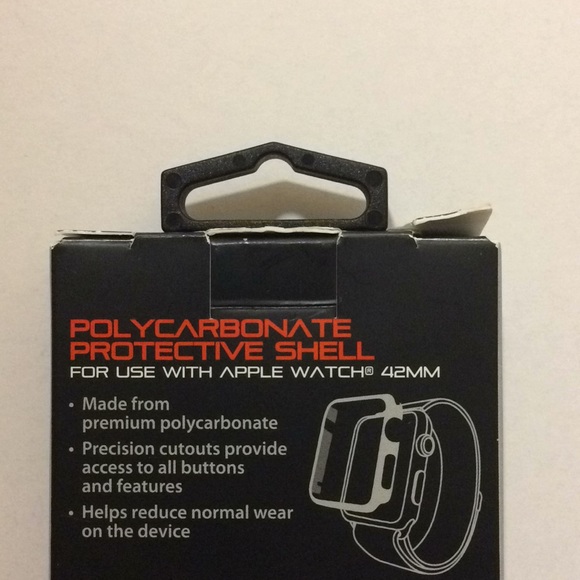 POLYCARBONATE
PROTECTIVE SHELL
FOR USE WITH APPLE WATCH® 42MM
• Made from
premium polycarbonate
• Precision cutouts provide
access to all buttons
and features
• Helps reduce normal wear
on the device